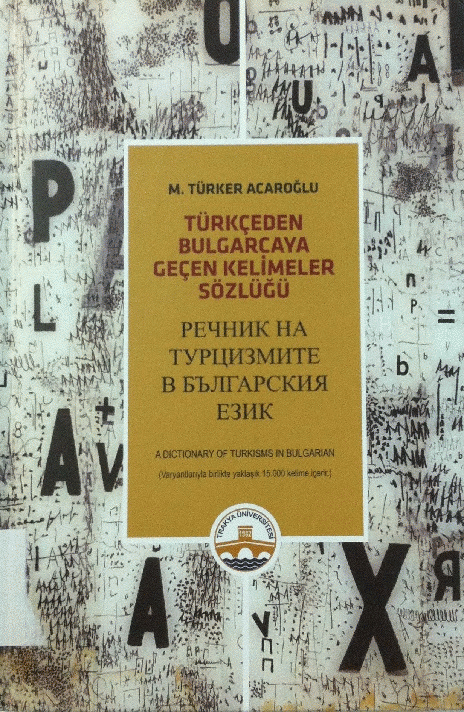 M. TÜRKER ACAROĞLU
TÜRKÇEDEN
BULGARCAYA
GEÇEN KELİMELER
SÖZLÜĞÜ
РЕЧНИК НА
ТУРЦИЗМИТЕ
В БЪЛГАРСКИЯ
ЕЗИК
A DICTIONARY OF TURKISMS IN BULGARIAN
(Varyantlarıyla birlikte yaklaşık 15.000 kelime içerir.)
TRAKYA ÜNİVERSİTESİ
1982